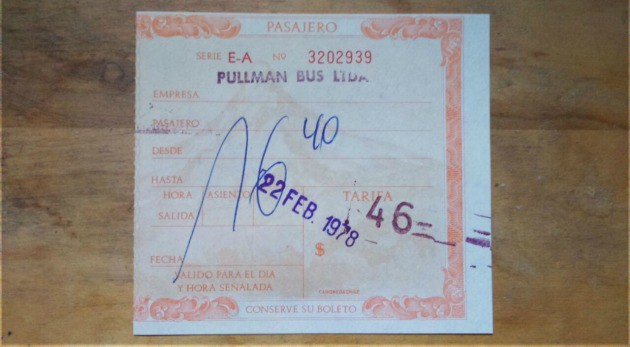 PASAJERO
SERIE E-A Nº 3202939
PULLMAN BUS LTDA.
EMPRESA
PASAJERO
DESDE
16 40
HASTA
HORA ASIENTO TARIFA
SALIDA
22 FEB. 1978
146=
$
FECHA
VALIDO PARA EL DIA
Y HORA SEÑALADA
CONSERVE SU BOLETO